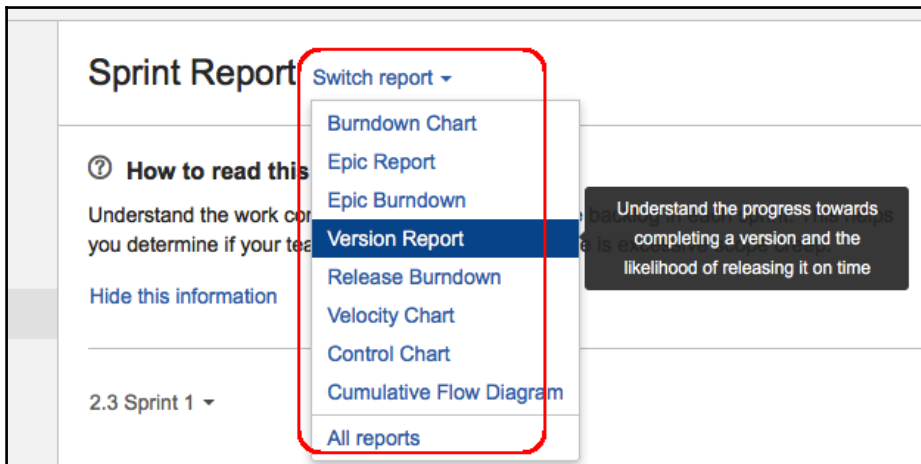 Sprint Report Switch report
Burndown Chart
Epic Report
Epic Burndown
Version Report
Release Burndown
Velocity Chart
Control Chart
Cumulative Flow Diagram
All reports
How to read this
Understand the work
you determine if your
Hide this information
2.3 Sprint 1
Understand the progress towards
completing a version and the
likelihood of releasing it on time